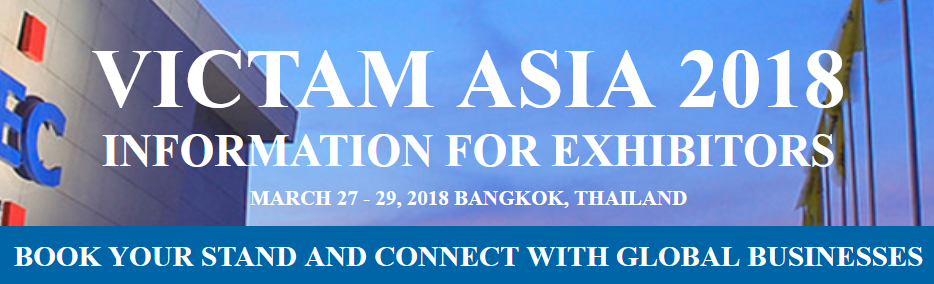 VICTAM ASIA 2018
INFORMATION FOR EXHIBITORS
MARCH 27 - 29, 2018 BANGKOK, THAILAND
BOOK YOUR STAND AND CONNECT WITH GLOBAL BUSINESSES